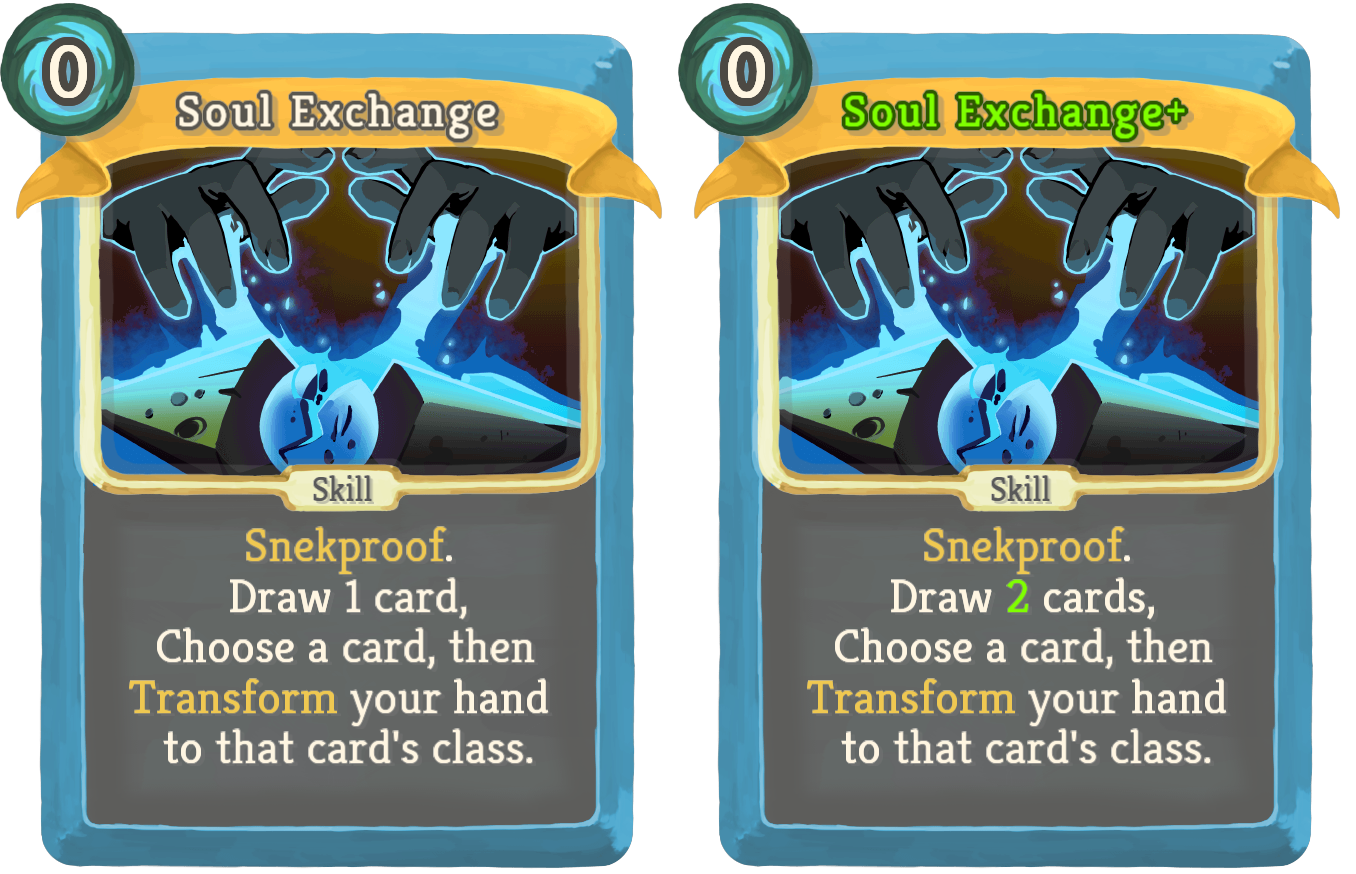 0
Soul Exchange
Skill
Snekproof.
Draw 1 card,
Choose a card, then
Transform your hand
to that card's class.
0
Soul Exchange+
Skill
Snekproof.
Draw 2 cards,
Choose a card, then
Transform your hand
to that card's class.